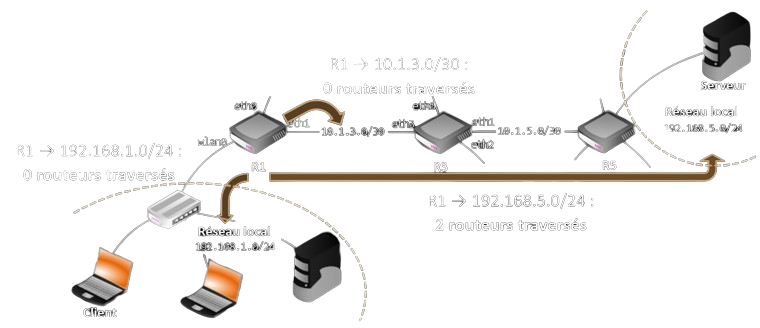 Serveur
R1 → 10.1.3.0/30 :
0 routeurs traversés
eth0
eth1
wlan0
10.1.3.0/30
eth1
10.1.5.0/30
eth2
Réseau local
192.168.5.0/24
R1 → 192.168.1.0/24 :
0 routeurs traversés
R1
R5
R1 → 192.168.5.0/24 :
2 routeurs traversés
Réseau local
192.168.1.0/24
Client